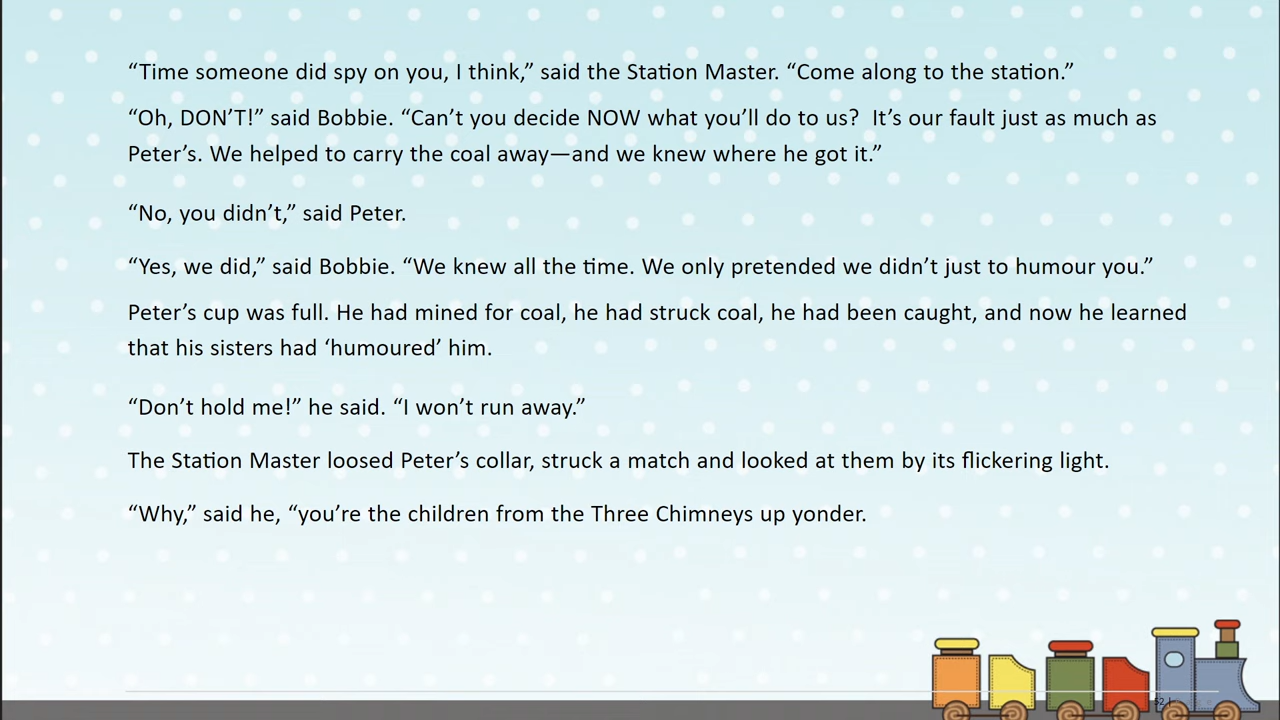 “Time someone did spy on you, I think,” said the Station Master. “Come along to the station.”
“Oh, DON’T!” said Bobbie. “Can’t you decide NOW what you’ll do to us?  It’s our fault just as much as
Peter’s. We helped to carry the coal away—and we knew where he got it.”
“No, you didn’t,” said Peter.
“Yes, we did,” said Bobbie. “We knew all the time. We only pretended we didn’t just to humour you.”
Peter’s cup was full. He had mined for coal, he had struck coal, he had been caught, and now he learned
that his sisters had ‘humoured’ him.
“Don’t hold me!” he said. “I won’t run away.”
The Station Master loosed Peter’s collar, struck a match and looked at them by its flickering light.
“Why,” said he, “you’re the children from the Three Chimneys up yonder.
52 |